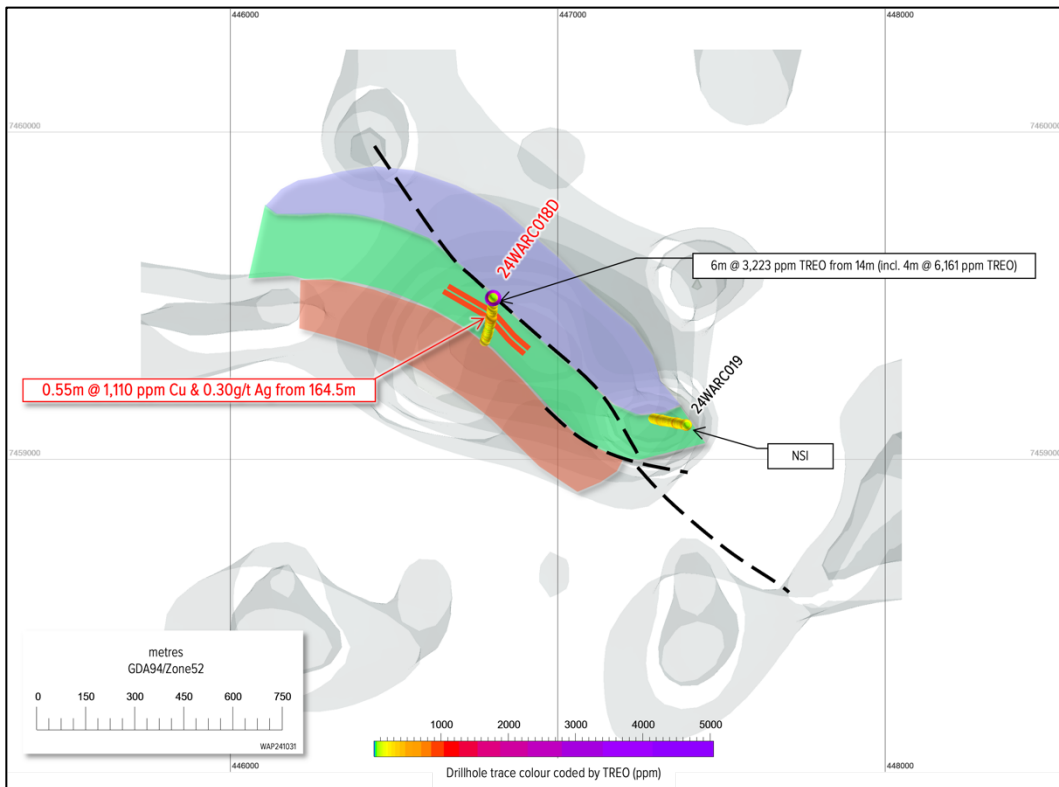 446000
447000
448000
7460000
7460000
24WARC018D
6m @ 3,223 ppm TREO from 14m (incl. 4m @ 6,161 ppm TREO)
0.55m @ 1,110 ppm Cu & 0.30g/t Ag from 164.5m
24WARC019
NSI
7459000
7459000
metres
GDA94/Zone52
0 150 300 450 600 750
WAP241031
1000 2000 3000 4000 5000
Drillhole trace colour coded by TREO (ppm)
446000
448000